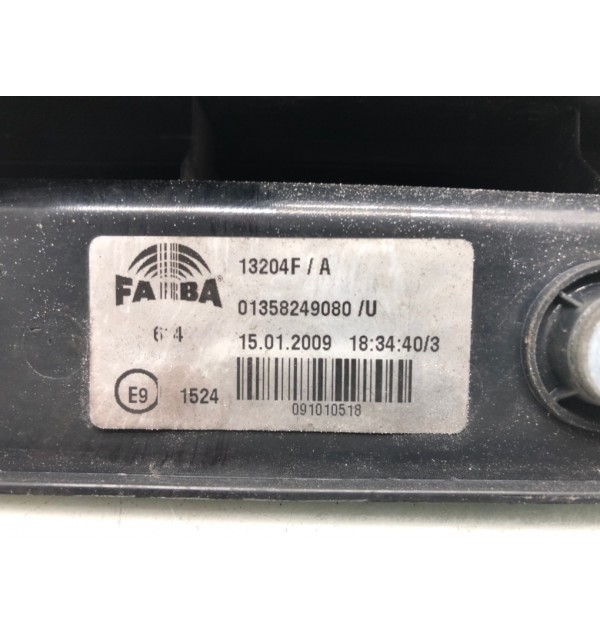 13204F / A
FARBA
01358249080 /U
15.01.2009 18:34:40/3
E9 1524
091010518